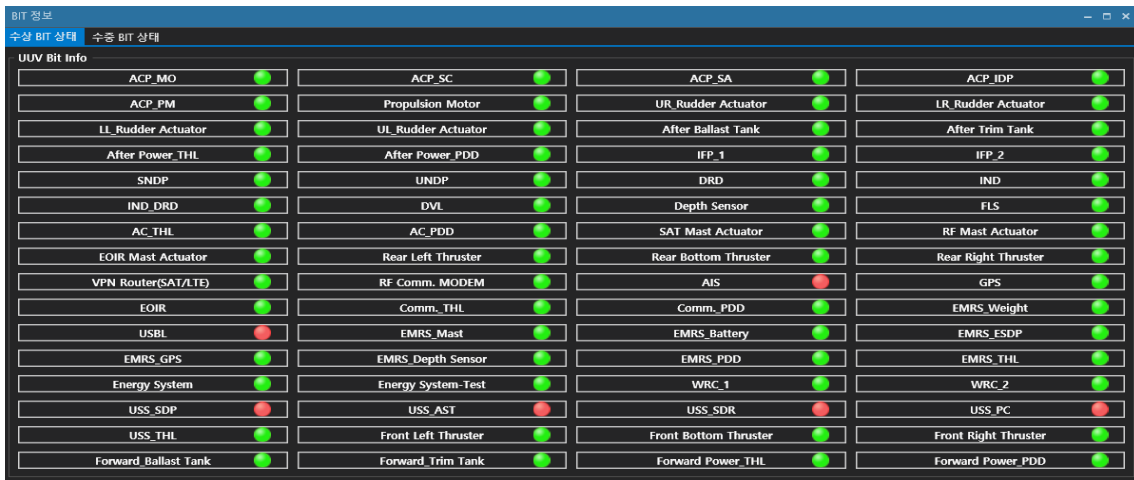 BIT 정보
수상 BIT 상태 수중 BIT 상태
UUV Bit Info
ACP_MO ACP_SC ACP_SA ACP_IDP
ACP_PM Propulsion Motor UR_Rudder Actuator LR_Rudder Actuator
LL_Rudder Actuator UL_Rudder Actuator After Ballast Tank After Trim Tank
After Power_THL After Power_PDD IFP_1 IFP_2
SNDP UNDP DRD IND
IND_DRD DVL Depth Sensor FLS
AC_THL AC_PDD SAT Mast Actuator RF Mast Actuator
EOIR Mast Actuator Rear Left Thruster Rear Bottom Thruster Rear Right Thruster
VPN Router(SAT/LTE) RF Comm. MODEM AIS GPS
EOIR Comm._THL Comm._PDD EMRS_Weight
USBL EMRS_Mast EMRS_Battery EMRS_ESDP
EMRS_GPS EMRS_Depth Sensor EMRS_PDD EMRS_THL
Energy System Energy System-Test WRC_1 WRC_2
USS_SDP USS_AST USS_SDR USS_PC
USS_THL Front Left Thruster Front Bottom Thruster Front Right Thruster
Forward_Ballast Tank Forward_Trim Tank Forward Power_THL Forward Power_PDD